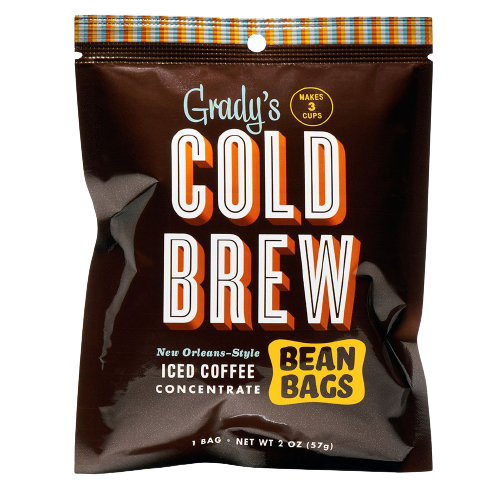 Grady's
MAKES
3
CUPS
COLD
BREW
New Orleans-Style
ICED COFFEE
CONCENTRATE
BEAN
BAGS
1 BAG • NET WT 2 OZ (57g)